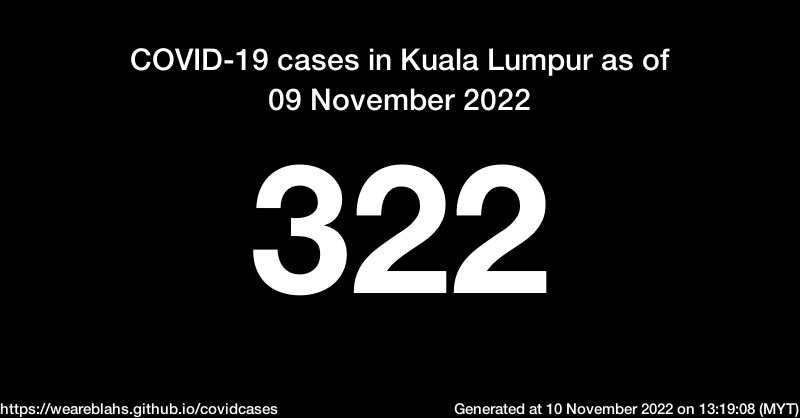 COVID-19 cases in Kuala Lumpur as of
09 November 2022
322
https://weareblahs.github.io/covidcases
Generated at 10 November 2022 on 13:19:08 (MYT)